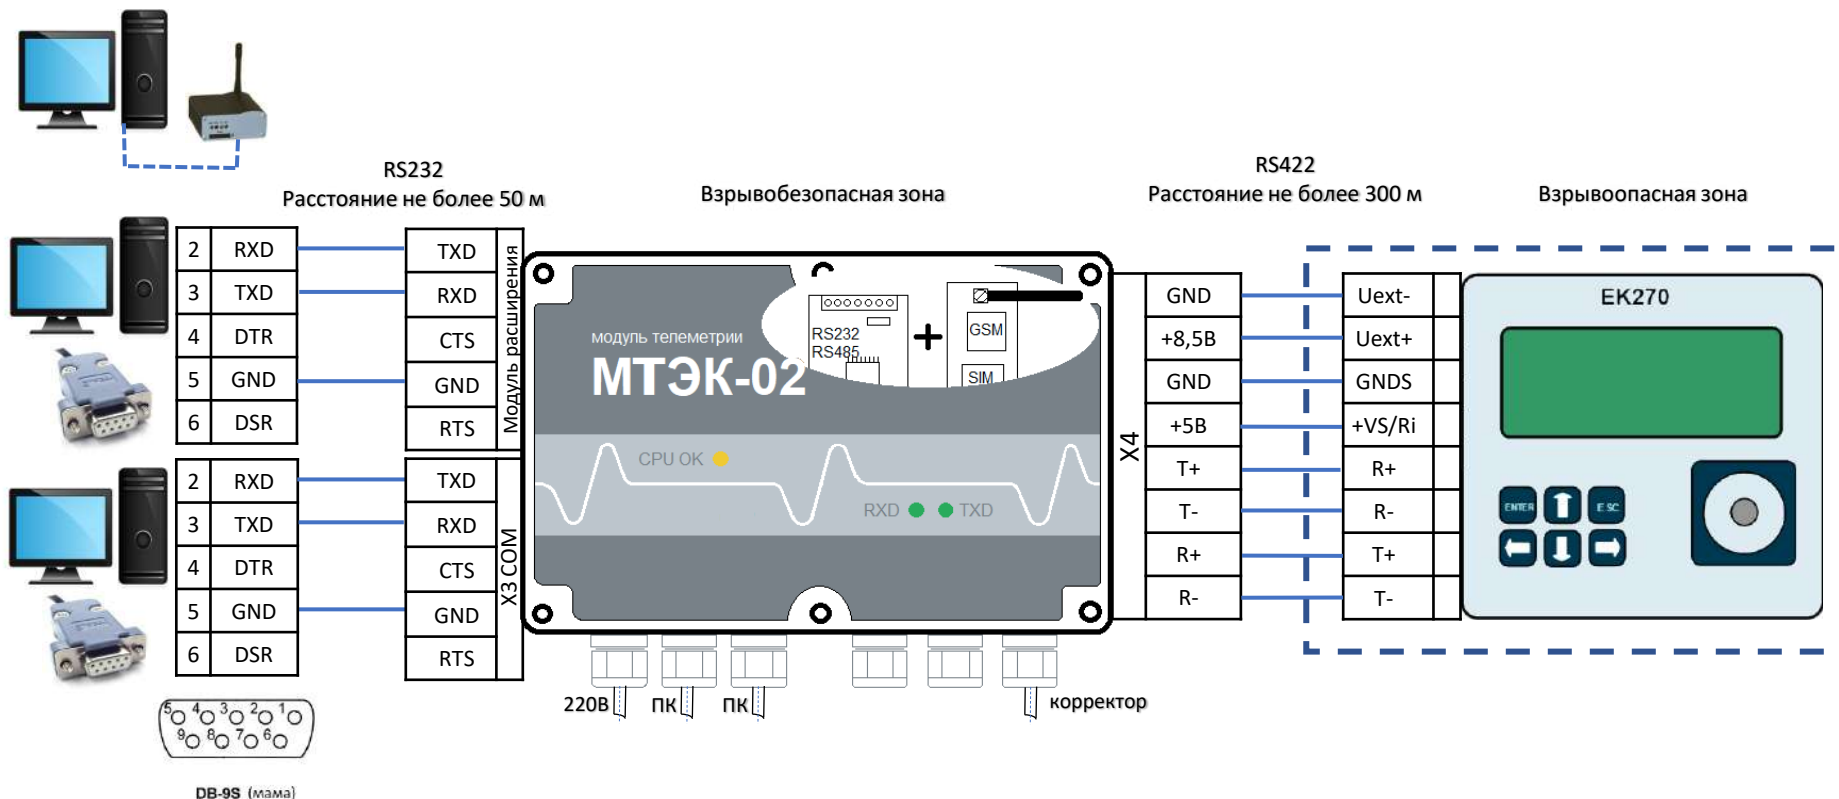 RS232
Расстояние не более 50 м
Взрывобезопасная зона
RS422
Расстояние не более 300 м
Взрывоопасная зона
2 RXD
3 TXD
4 DTR
5 GND
6 DSR
TXD
RXD
CTS
GND
RTS
Модуль расширения
2 RXD
3 TXD
4 DTR
5 GND
6 DSR
TXD
RXD
CTS
GND
RTS
X3 COM
модуль телеметрии
МТЭК-02
RS232
RS485
+
GSM
SIM
CPU OK
RXD
TXD
X4
GND
+8,5В
GND
+5В
T+
T-
R+
R-
Uext-
Uext+
GNDS
+VS/Ri
R+
R-
T+
T-
EK270
ENTER
ESC
220В
ПК
ПК
корректор
5 4 3 2 1
9 8 7 6
DB-9S (мама)